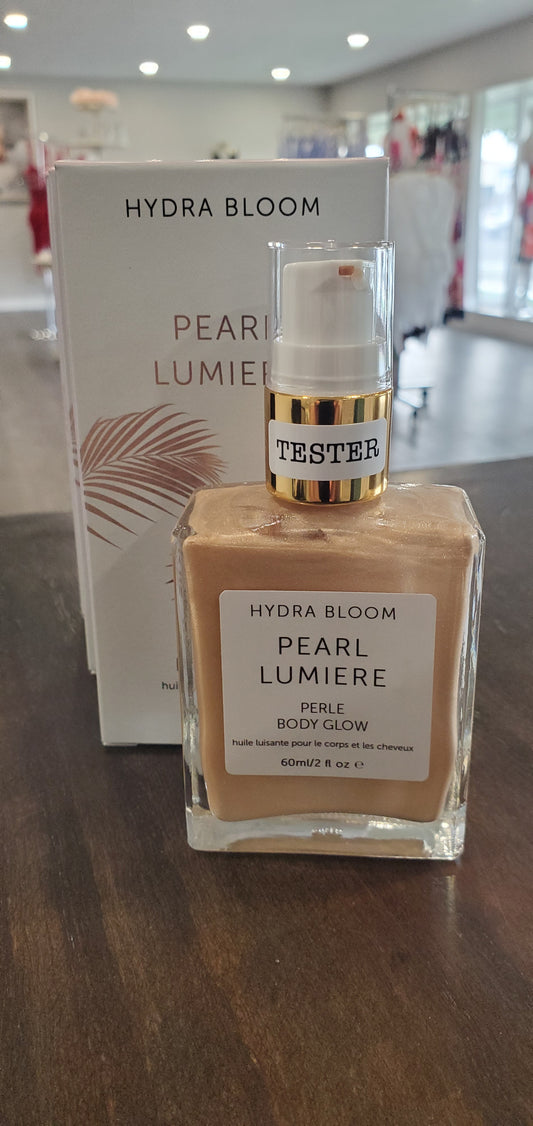 HYDRA BLOOM
PEARL
LUMIER
TESTER
HYDRA BLOOM
PEARL
LUMIERE
PERLE
BODY GLOW
huile luisante pour le corps et les cheveux
60ml/2 fl oz ℮
hui